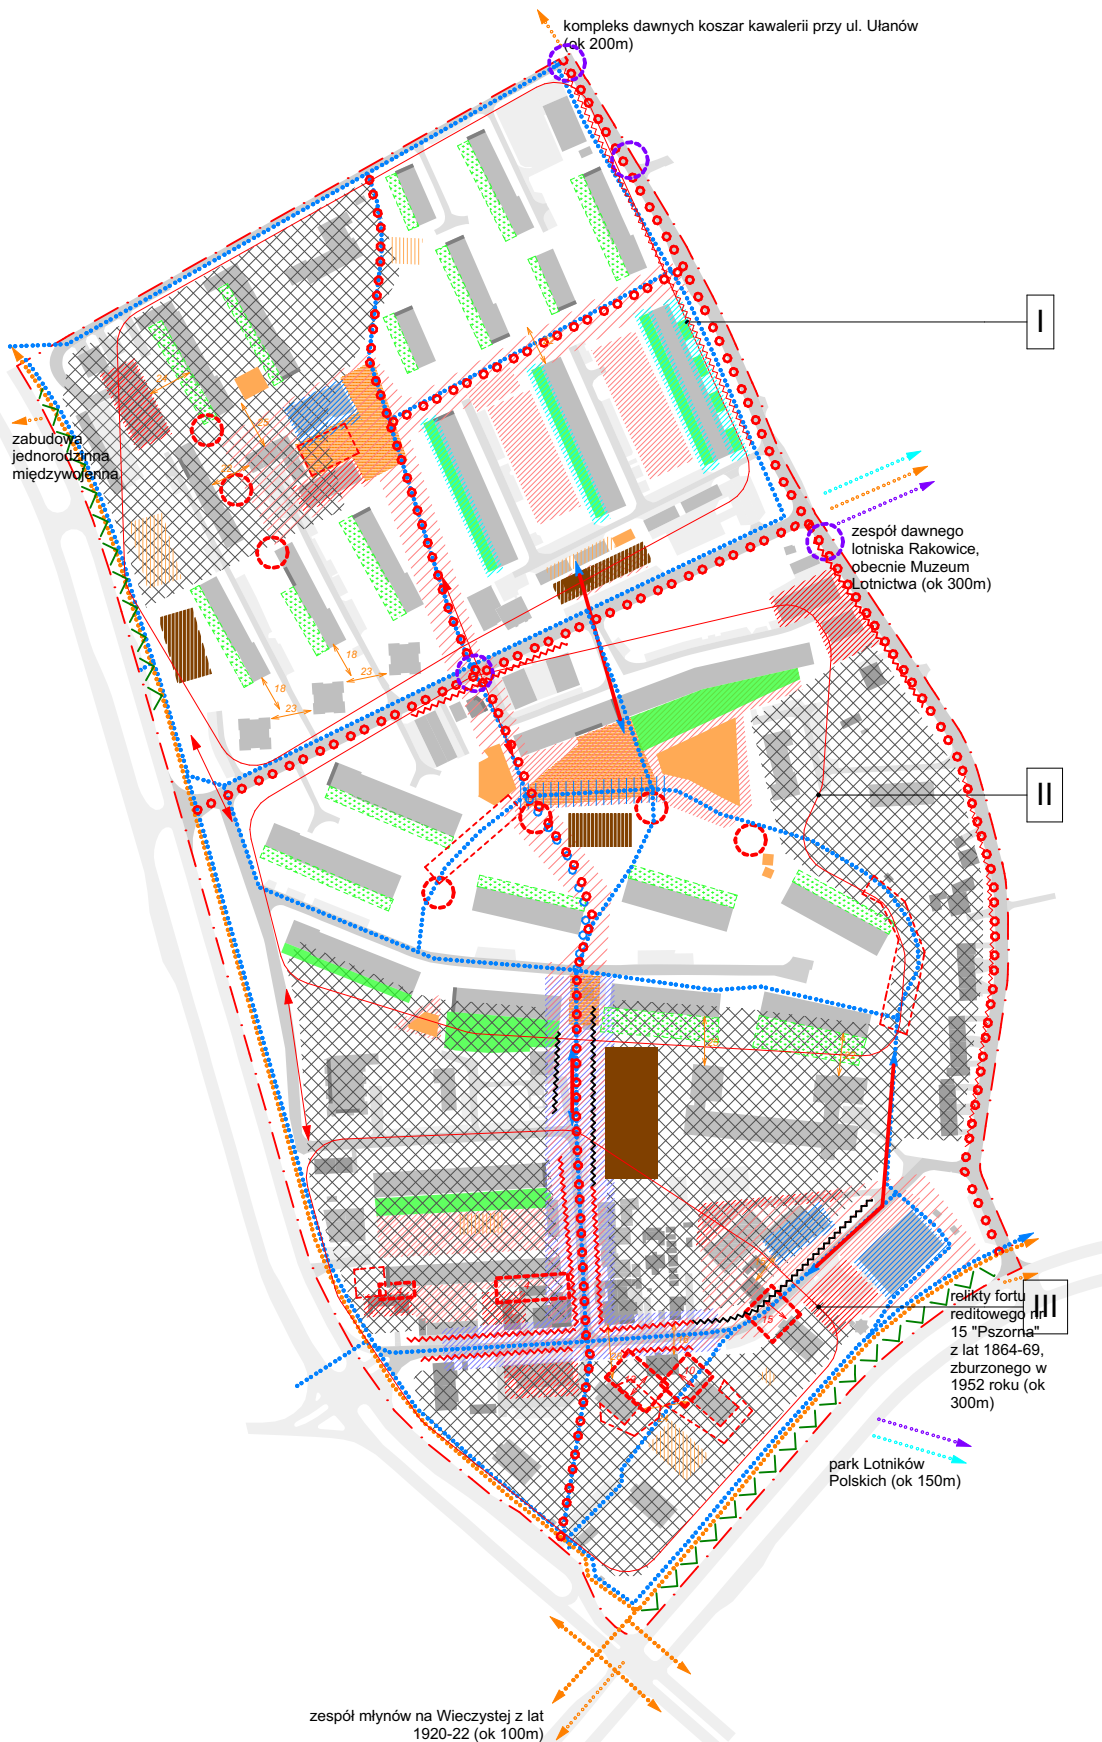 kompleks dawnych koszar kawalerii przy ul. Ułanów
(ok 200m)
I
zabudowa
jednorodzinna
międzywojenna
zespół dawnego
lotniska Rakowice,
obecnie Muzeum
Lotnictwa (ok 300m)
18
23
18
23
II
III
relikty fortu
reditowego nr
15 "Pszorna"
z lat 1864-69,
zburzonego w
1952 roku (ok
300m)
15
10
park Lotników
Polskich (ok 150m)
zespół młynów na Wieczystej z lat
1920-22 (ok 100m)